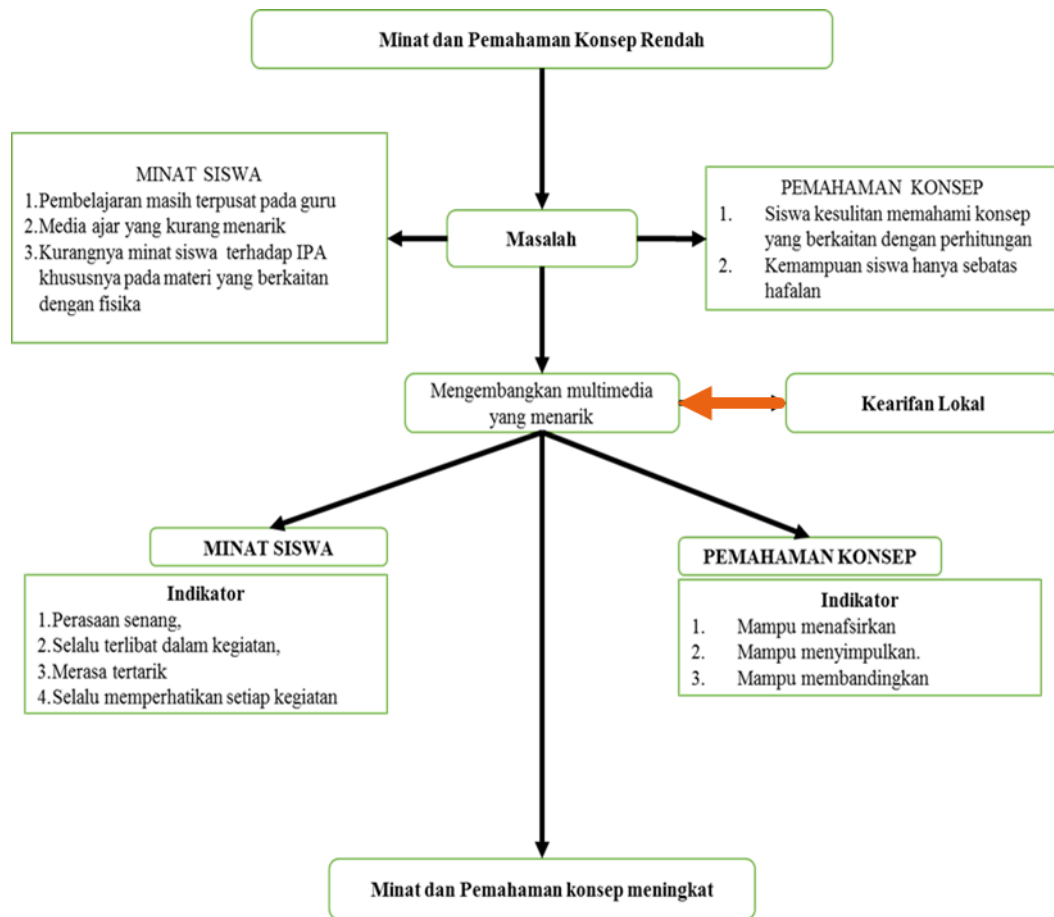 Minat dan Pemahaman Konsep Rendah
MINAT SISWA
1.Pembelajaran masih terpusat pada guru
2.Media ajar yang kurang menarik
3.Kurangnya minat siswa terhadap IPA
khususnya pada materi yang berkaitan
dengan fisika
Masalah
PEMAHAMAN KONSEP
1. Siswa kesulitan memahami konsep
yang berkaitan dengan perhitungan
2. Kemampuan siswa hanya sebatas
hafalan
Mengembangkan multimedia
yang menarik
Kearifan Lokal
MINAT SISWA
Indikator
1.Perasaan senang,
2.Selalu terlibat dalam kegiatan,
3.Merasa tertarik
4.Selalu memperhatikan setiap kegiatan
PEMAHAMAN KONSEP
Indikator
1. Mampu menafsirkan
2. Mampu menyimpulkan.
3. Mampu membandingkan
Minat dan Pemahaman konsep meningkat